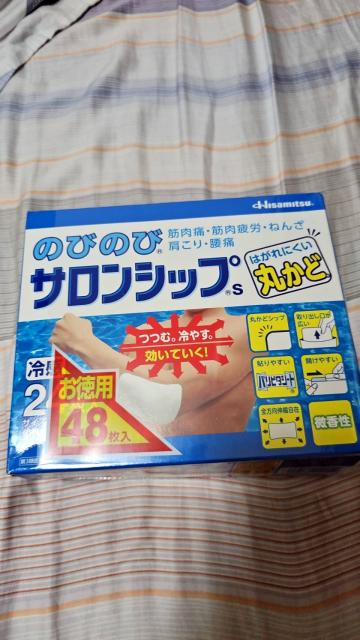 Hisamitsu®
のびのび®
筋肉痛・筋肉疲労・ねんざ
肩こり・腰痛
サロンシップ®S
はがれにくい
丸かど
つつむ。冷やす。
効いていく!
丸かどシップ
取り出し口が
広い
貼りやすい
パリピタシート
開けやすい
全方向伸縮自在
微香性
冷感
2
お徳用
48枚入